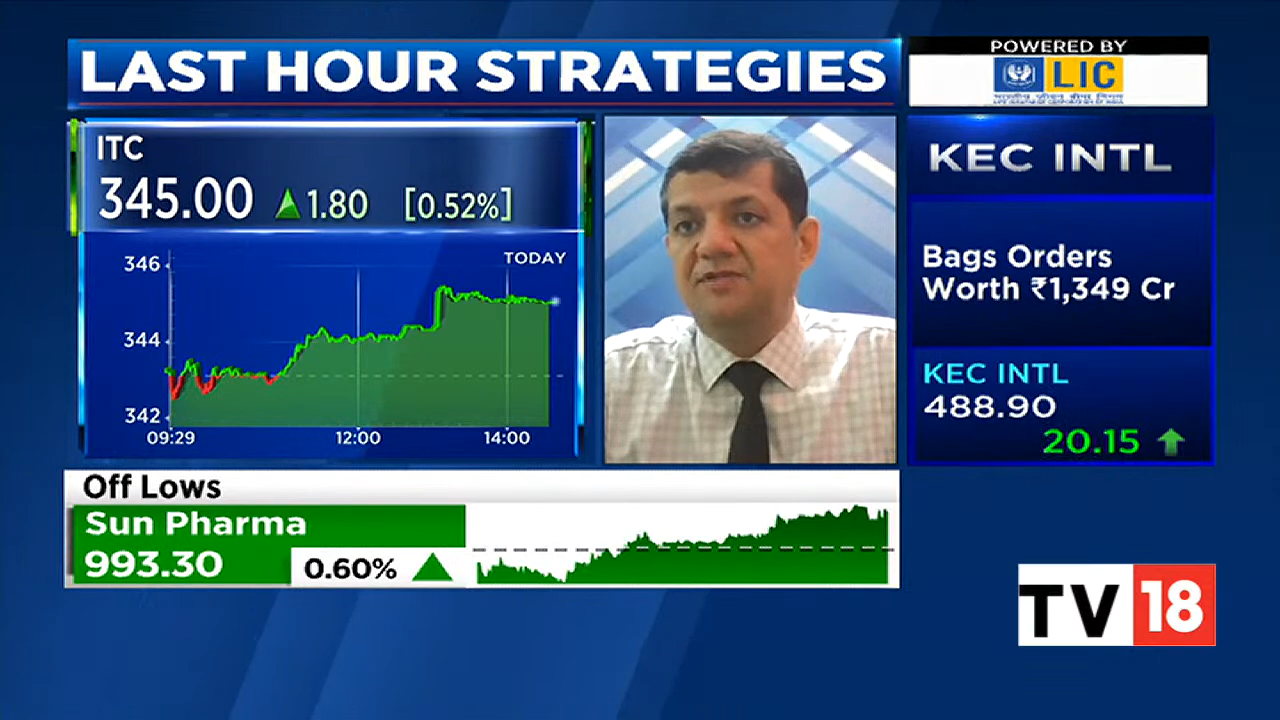 LAST HOUR STRATEGIES
POWERED BY
LIC
ITC
345.00 ▲ 1.80 [0.52%]
TODAY
346
344
342
09:29 12:00 14:00
KEC INTL
Bags Orders
Worth ₹1,349 Cr
KEC INTL
488.90
20.15
Off Lows
Sun Pharma
993.30
0.60%
TV18